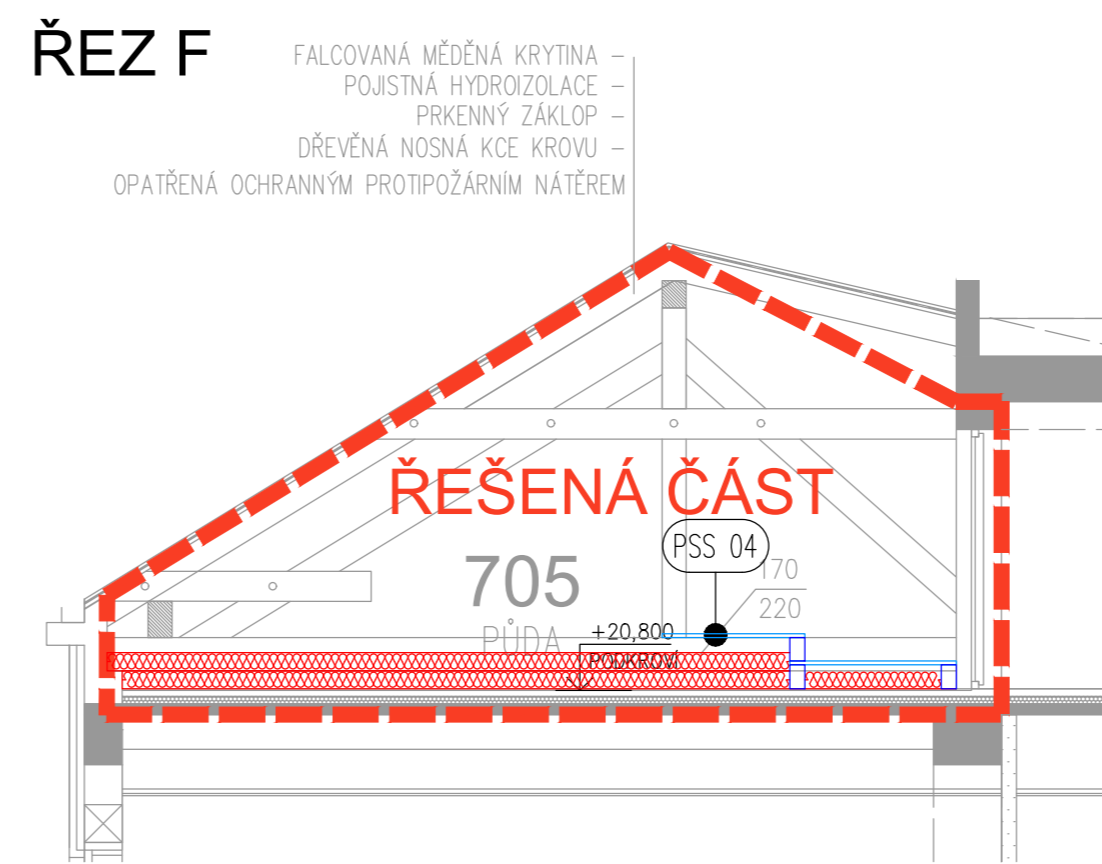 ŘEZ F
FALCOVANÁ MĚDĚNÁ KRYTINA –
POJISTNÁ HYDROIZOLACE –
PRKENNÝ ZÁKLOP –
DŘEVĚNÁ NOSNÁ KCE KROVU –
OPATŘENÁ OCHRANNÝM PROTIPOŽÁRNÍM NÁTĚREM
ŘEŠENÁ ČÁST
PSS 04
705
170
220
PŮDA
+20,800
PODKROVÍ